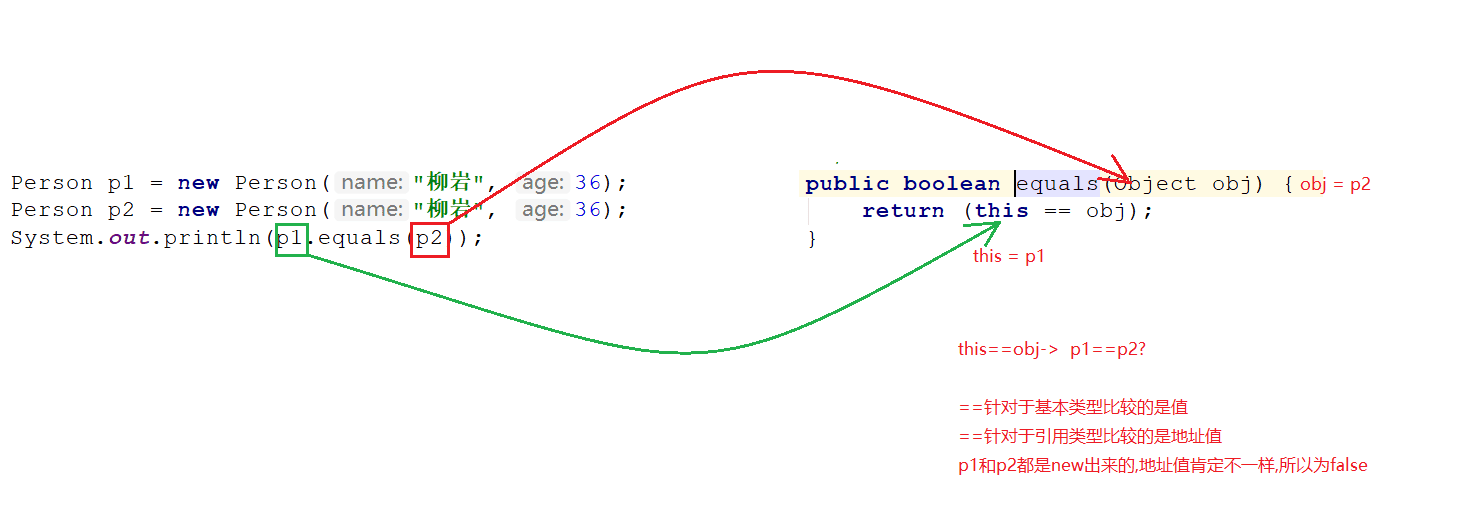 Person p1 = new Person( name: "柳岩", age: 36);
Person p2 = new Person( name: "柳岩", age: 36);
System.out.println(p1.equals(p2));
public boolean equals(Object obj) { obj = p2
return (this == obj);
}
this = p1
this==obj-> p1==p2?
==针对于基本类型比较的是值
==针对于引用类型比较的是地址值
p1和p2都是new出来的,地址值肯定不一样,所以为false